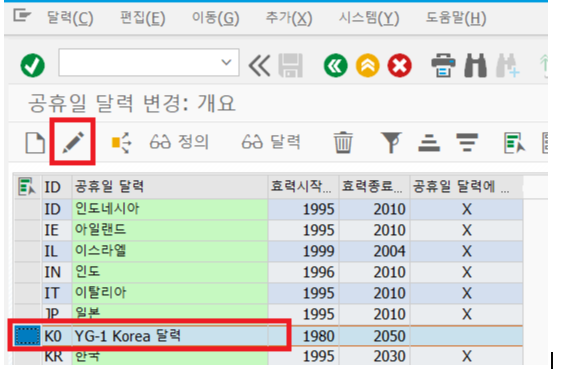 달력(C) 편집(E) 이동(G) 추가(X) 시스템(Y) 도움말(H)
공휴일 달력 변경: 개요
정의 달력
ID 공휴일 달력 효력시작... 효력종료... 공휴일 달력에 ...
ID 인도네시아 1995 2010 X
IE 아일랜드 1995 2010 X
IL 이스라엘 1999 2004 X
IN 인도 1996 2010 X
IT 이탈리아 1995 2010 X
JP 일본 1995 2010 X
K0 YG-1 Korea 달력 1980 2050
KR 한국 1995 2030 X